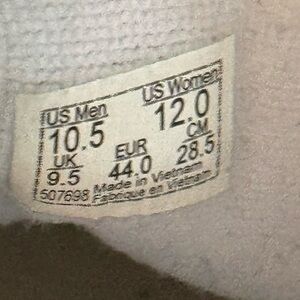 US Men US Women
10.5 12.0
UK EUR CM
9.5 44.0 28.5
507698 Made in Vietnam
Fabrique en Vietnam